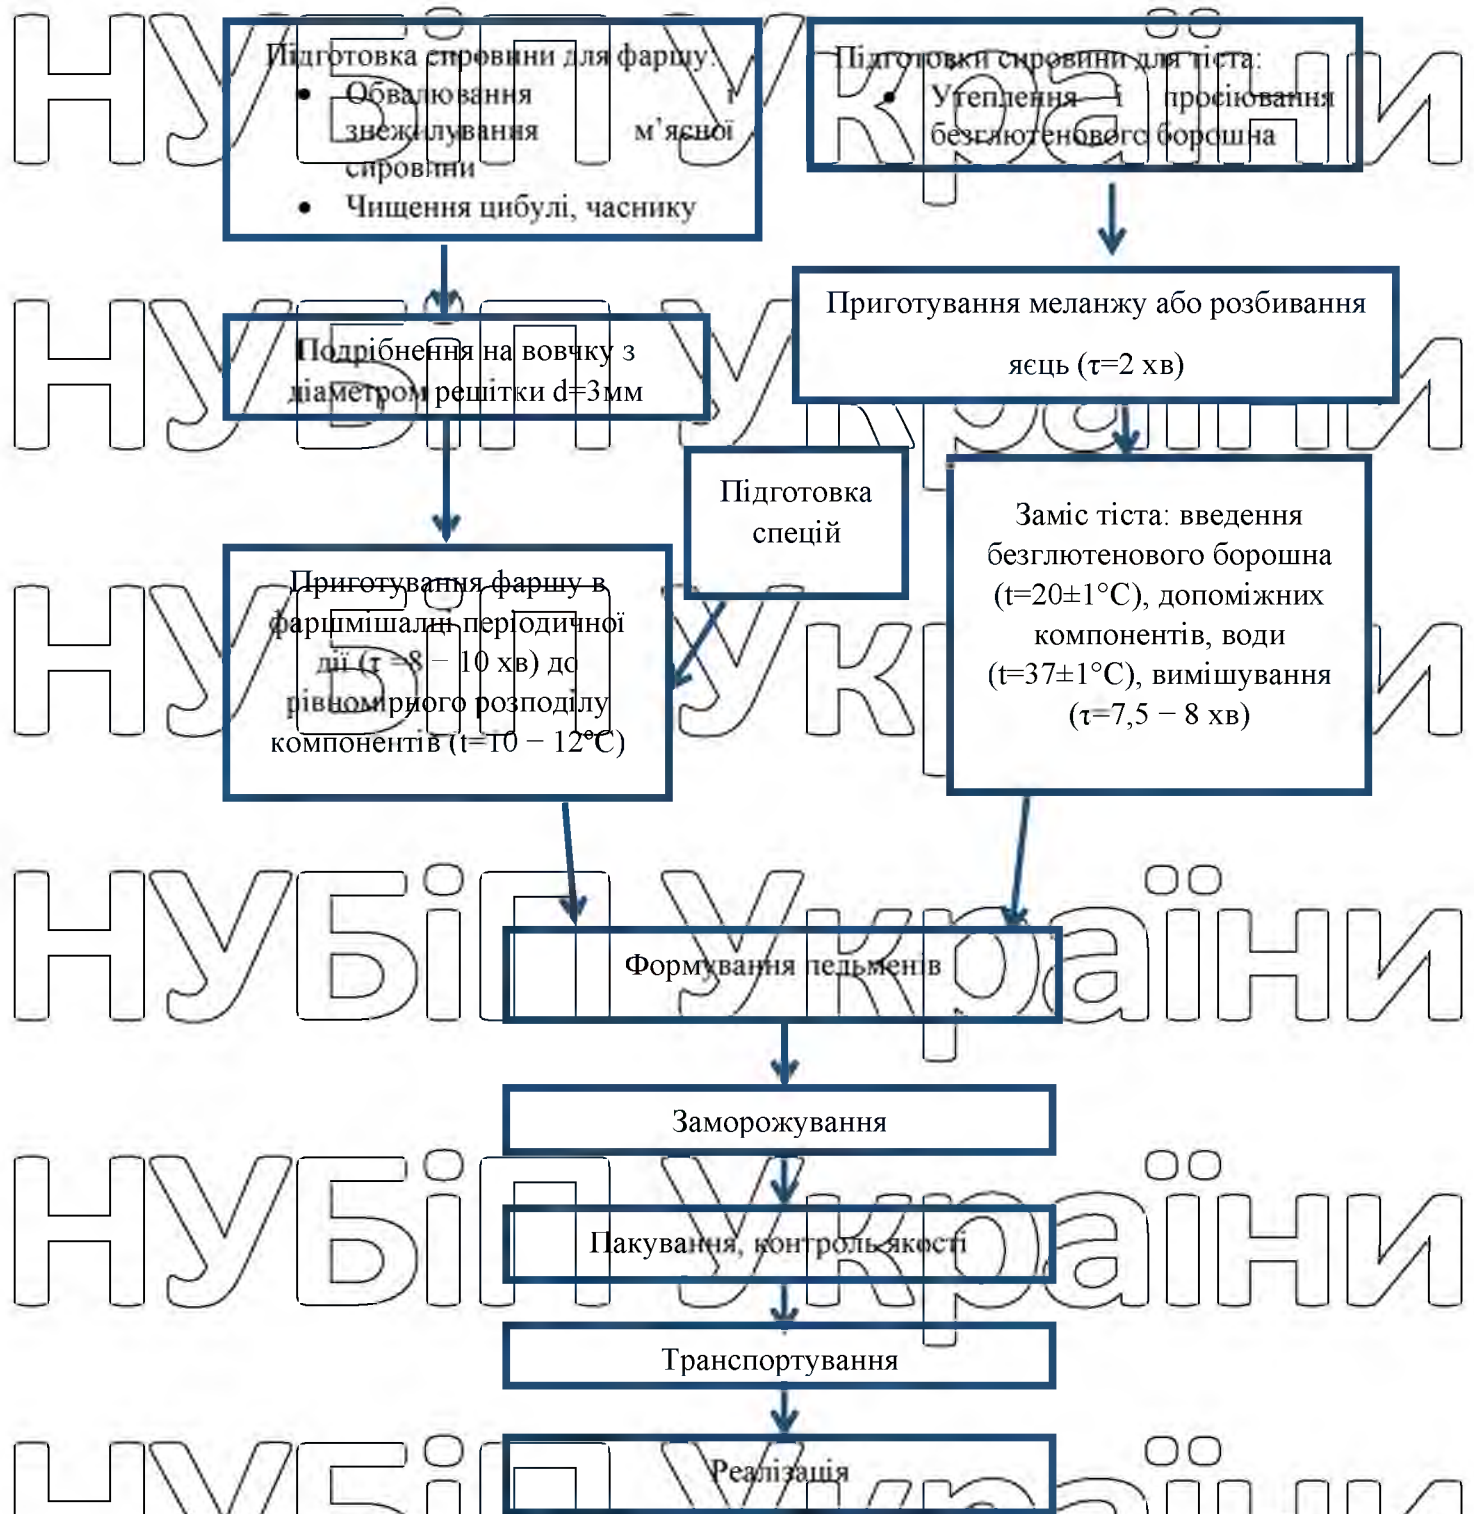 НУБіП України
Підготовка сировини для фаршу:
• Обвалювання і
знежилування м’ясної
сировини
• Чищення цибулі, часнику
Підготовки сировини для тіста:
• Утеплення і просіювання
безглютенового борошна
НУБіП України
Подрібнення на вовчку з
діаметром решітки d=3мм
Приготування меланжу або розбивання
яєць (τ=2 хв)
Підготовка
спецій
НУБіП України
Приготування фаршу в
фаршмішалці періодичної
дії (τ =8 − 10 хв) до
рівномірного розподілу
компонентів (t=10 − 12°С)
Заміс тіста: введення
безглютенового борошна
(t=20±1°С), допоміжних
компонентів, води
(t=37±1°С), вимішування
(τ=7,5 − 8 хв)
НУБіП України
Формування пельменів
Заморожування
НУБіП України
Пакування, контроль якості
Транспортування
НУБіП України
Реалізація